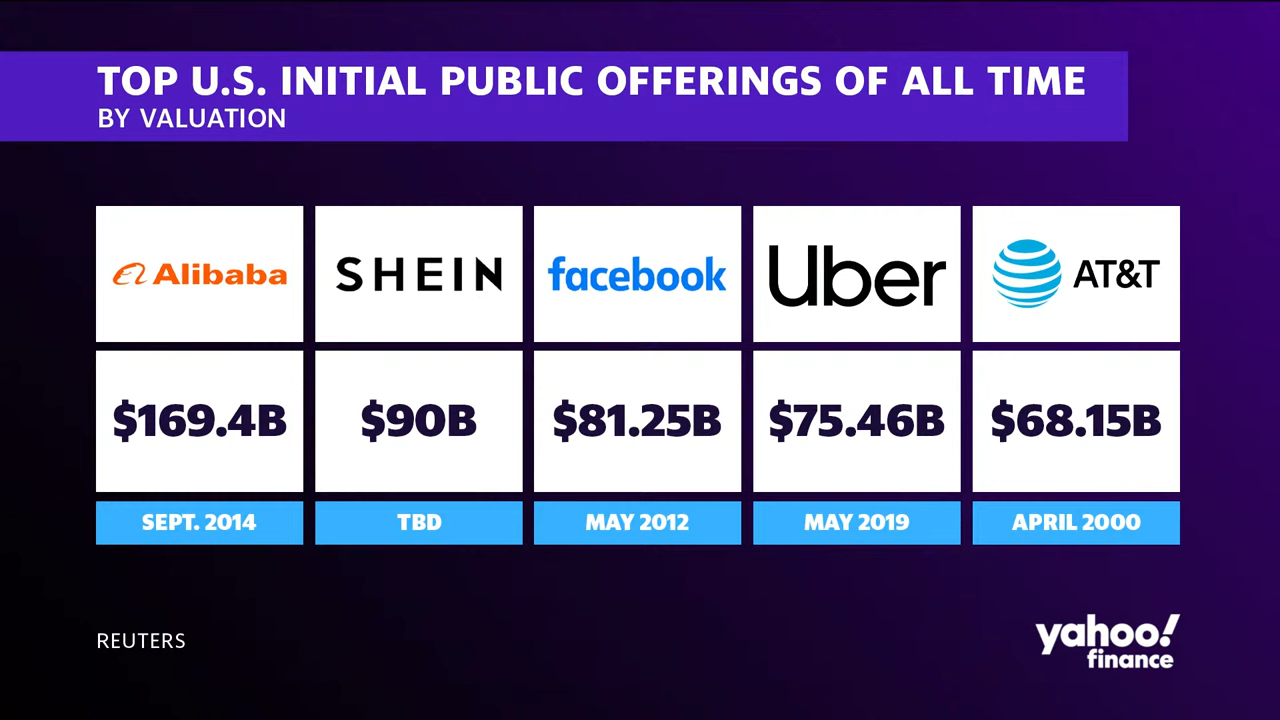 TOP U.S. INITIAL PUBLIC OFFERINGS OF ALL TIME
BY VALUATION
Alibaba
SHEIN
facebook
Uber
AT&T
$169.4B
$90B
$81.25B
$75.46B
$68.15B
SEPT. 2014
TBD
MAY 2012
MAY 2019
APRIL 2000
REUTERS
yahoo!
finance